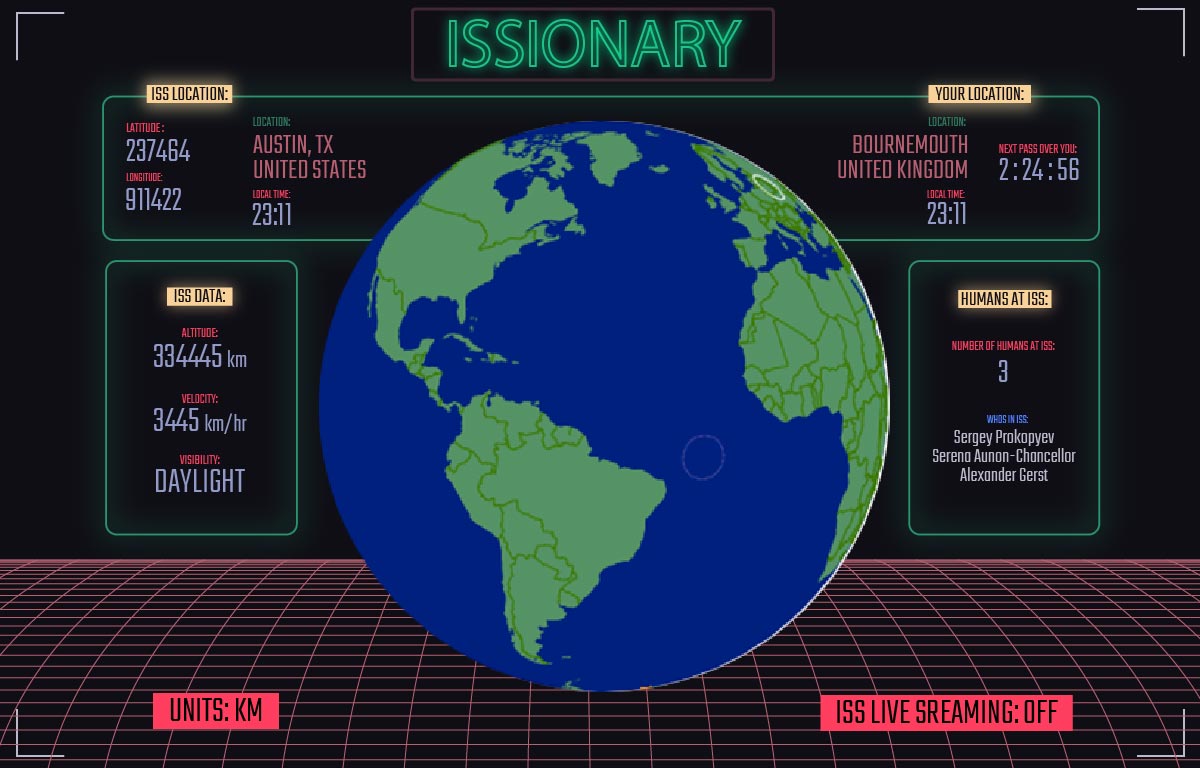 ISSIONARY
ISS LOCATION:
LATITUDE :
237464
LONGITUDE:
911422
LOCATION:
AUSTIN, TX
UNITED STATES
LOCAL TIME:
23:11
YOUR LOCATION:
LOCATION:
BOURNEMOUTH
UNITED KINGDOM
LOCAL TIME:
23:11
NEXT PASS OVER YOU:
2:24:56
ISS DATA:
ALTITUDE:
334445 km
VELOCITY:
3445 km/hr
VISIBILITY:
DAYLIGHT
HUMANS AT ISS:
NUMBER OF HUMANS AT ISS:
3
WHOS IN ISS:
Sergey Prokopyev
Serena Aunon-Chancellor
Alexander Gerst
UNITS: KM
ISS LIVE SREAMING: OFF